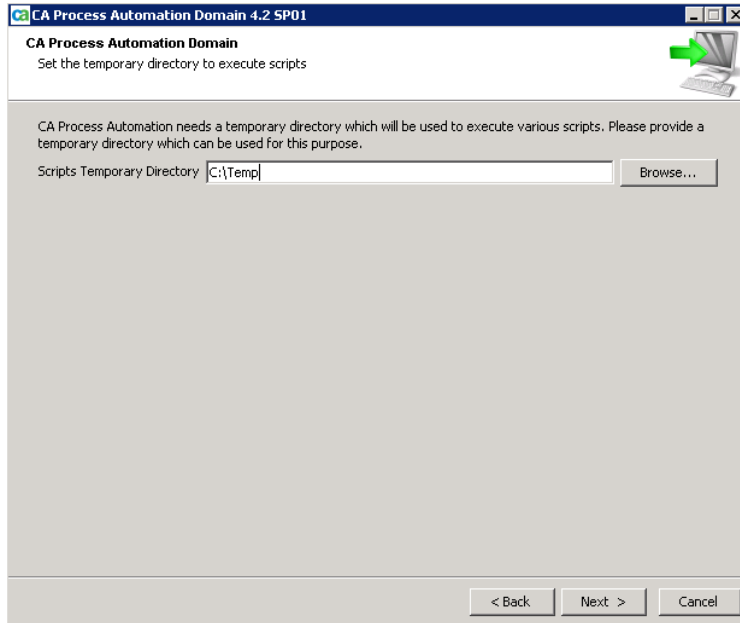 ca CA Process Automation Domain 4.2 SP01
CA Process Automation Domain
Set the temporary directory to execute scripts
CA Process Automation needs a temporary directory which will be used to execute various scripts. Please provide a
temporary directory which can be used for this purpose.
Scripts Temporary Directory C:\Temp Browse...
< Back Next > Cancel